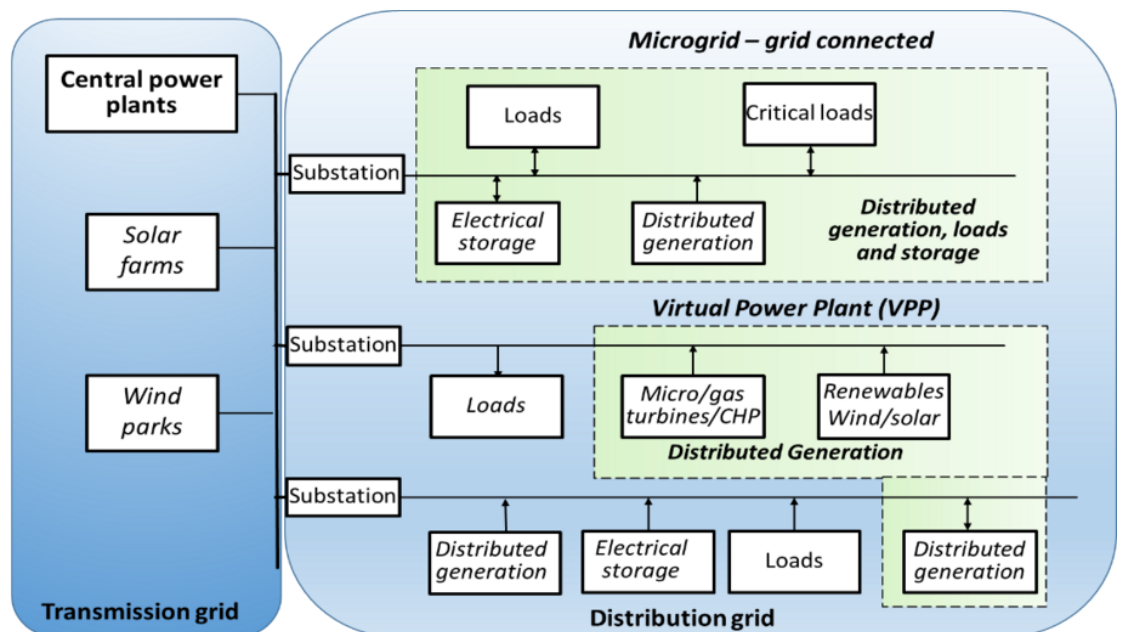 Microgrid – grid connected
Central power
plants
Loads
Critical loads
Substation
Electrical
storage
Distributed
generation
Distributed
generation, loads
and storage
Solar
farms
Virtual Power Plant (VPP)
Substation
Loads
Micro/gas
turbines/CHP
Renewables
Wind/solar
Distributed Generation
Wind
parks
Substation
Distributed
generation
Electrical
storage
Loads
Distributed
generation
Transmission grid
Distribution grid